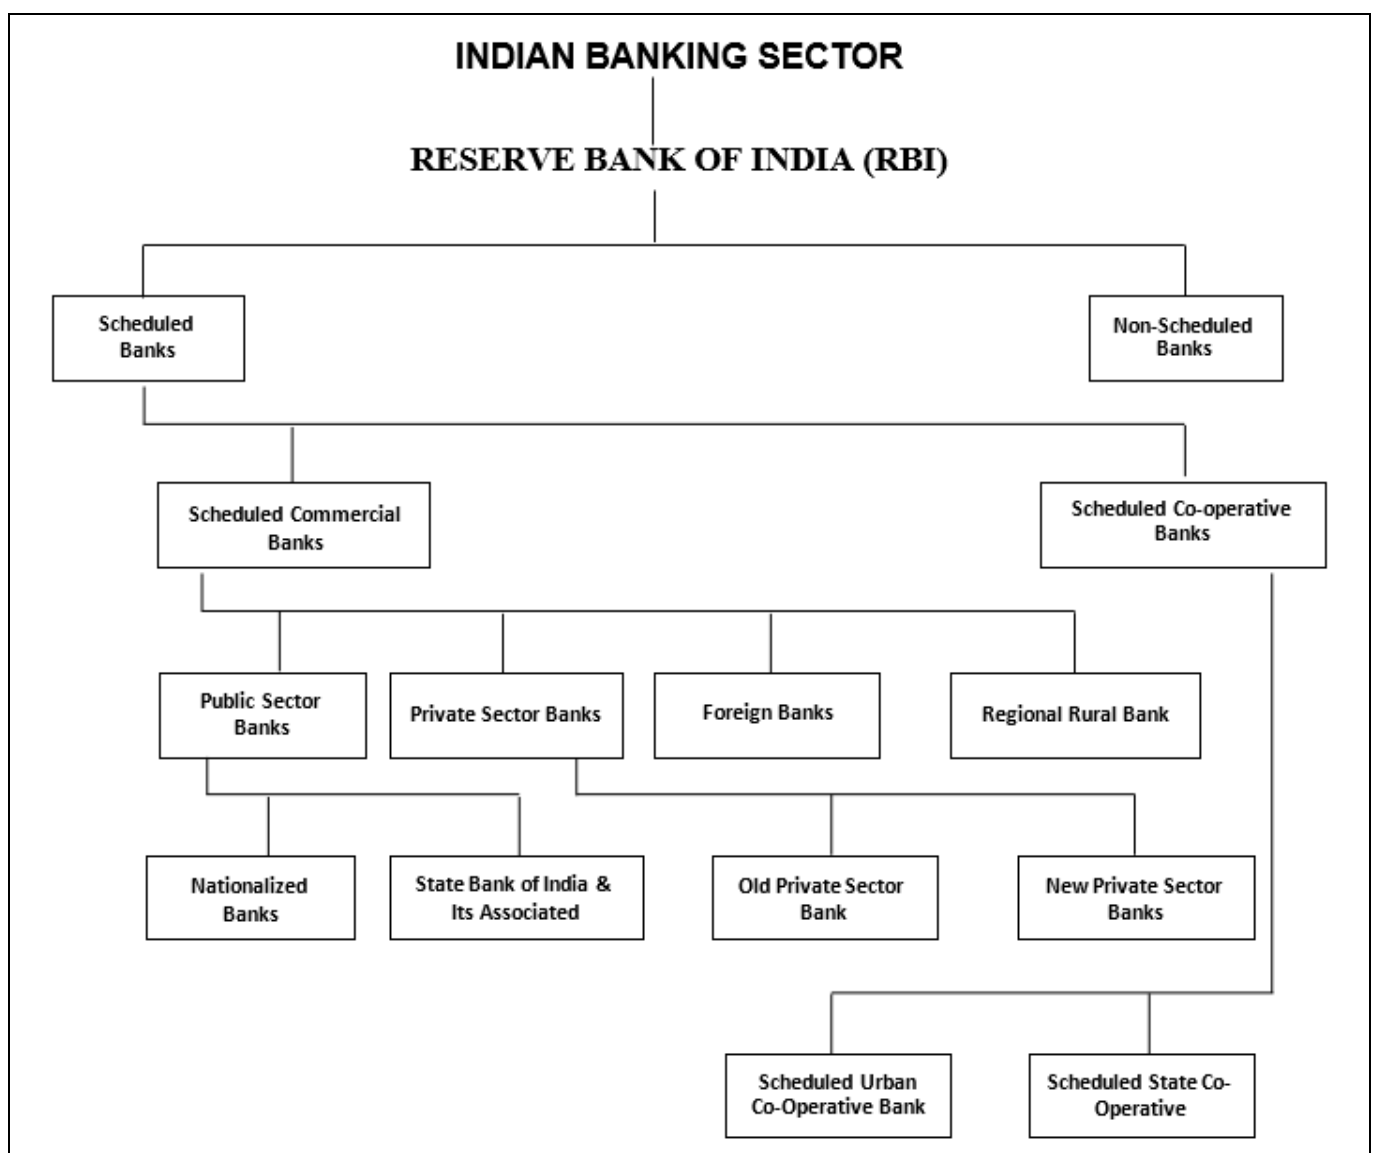 INDIAN BANKING SECTOR
RESERVE BANK OF INDIA (RBI)
Scheduled
Banks
Non-Scheduled
Banks
Scheduled Commercial
Banks
Scheduled Co-operative
Banks
Public Sector
Banks
Private Sector Banks
Foreign Banks
Regional Rural Bank
Nationalized
Banks
State Bank of India &
Its Associated
Old Private Sector
Bank
New Private Sector
Banks
Scheduled Urban
Co-Operative Bank
Scheduled State Co-
Operative